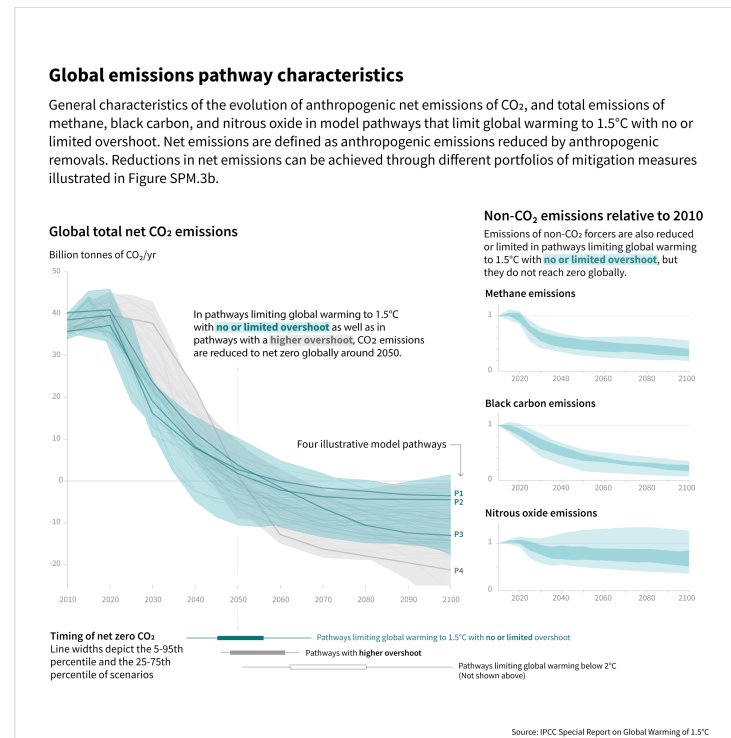 Global emissions pathway characteristics
General characteristics of the evolution of anthropogenic net emissions of CO₂, and total emissions of
methane, black carbon, and nitrous oxide in model pathways that limit global warming to 1.5°C with no or
limited overshoot. Net emissions are defined as anthropogenic emissions reduced by anthropogenic
removals. Reductions in net emissions can be achieved through different portfolios of mitigation measures
illustrated in Figure SPM.3b.
Global total net CO₂ emissions
Billion tonnes of CO₂/yr
50
40
30
20
10
0
-10
-20
2010 2020 2030 2040 2050 2060 2070 2080 2090 2100
In pathways limiting global warming to 1.5°C
with no or limited overshoot as well as in
pathways with a higher overshoot, CO₂ emissions
are reduced to net zero globally around 2050.
Four illustrative model pathways
P1
P2
P3
P4
Non-CO₂ emissions relative to 2010
Emissions of non-CO₂ forcers are also reduced
or limited in pathways limiting global warming
to 1.5°C with no or limited overshoot, but
they do not reach zero globally.
Methane emissions
1
0
2020 2040 2060 2080 2100
Black carbon emissions
1
0
2020 2040 2060 2080 2100
Nitrous oxide emissions
1
0
2020 2040 2060 2080 2100
Timing of net zero CO₂
Line widths depict the 5-95th
percentile and the 25-75th
percentile of scenarios
Pathways limiting global warming to 1.5°C with no or limited overshoot
Pathways with higher overshoot
Pathways limiting global warming below 2°C
(Not shown above)
Source: IPCC Special Report on Global Warming of 1.5°C